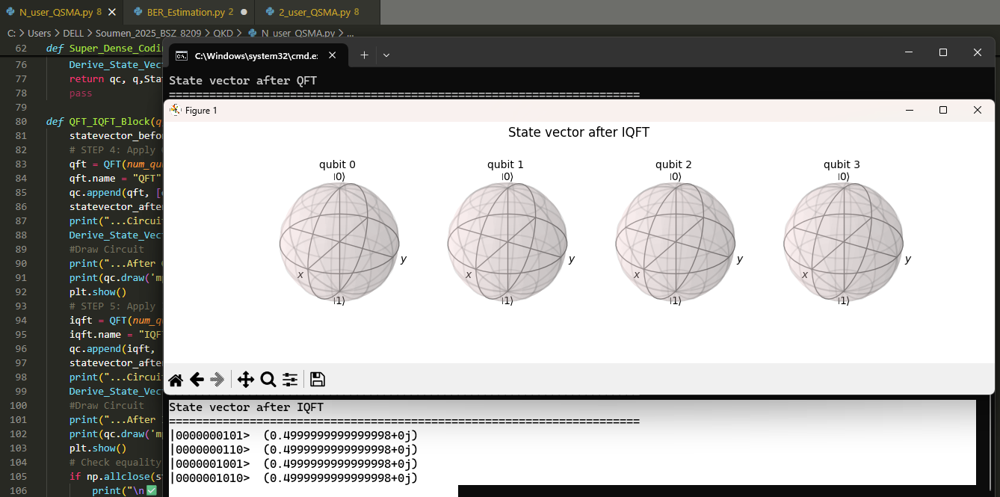 N_user_QSMA.py 8
BER_Estimation.py 2
2_user_QSMA.py 8
C: > Users > DELL > Soumen_2025_BSZ_8209 > QKD > N_user_QSMA.py > ...
62 def Super_Dense_Codi
76 Derive_State_Vec
77 return qc, q,Sta
78 pass
79
80 def QFT_IQFT_Block(q
81 statevector_befo
82 # STEP 4: Apply
83 qft = QFT(num_qu
84 qft.name = "QFT"
85 qc.append(qft, [
86 statevector_afte
87 print("...Circui
88 Derive_State_Vec
89 #Draw Circuit
90 print("...After
91 print(qc.draw('m
92 plt.show()
93 # STEP 5: Apply
94 iqft = QFT(num_q
95 iqft.name = "IQF
96 qc.append(iqft,
97 statevector_afte
98 print("...Circui
99 Derive_State_Vec
100 #Draw Circuit
101 print("...After
102 print(qc.draw('m
103 plt.show()
104 # Check equality
105 if np.allclose(s
106 print("\n✅
C:\Windows\system32\cmd.e:
State vector after QFT
======================================================================
Figure 1
State vector after IQFT
qubit 0 qubit 1 qubit 2 qubit 3
|0⟩ |0⟩ |0⟩ |0⟩
y y y y
x x x x
|1⟩ |1⟩ |1⟩ |1⟩
State vector after IQFT
======================================================================
|0000000101> (0.4999999999999998+0j)
|0000000110> (0.4999999999999998+0j)
|0000001001> (0.4999999999999998+0j)
|0000001010> (0.4999999999999998+0j)